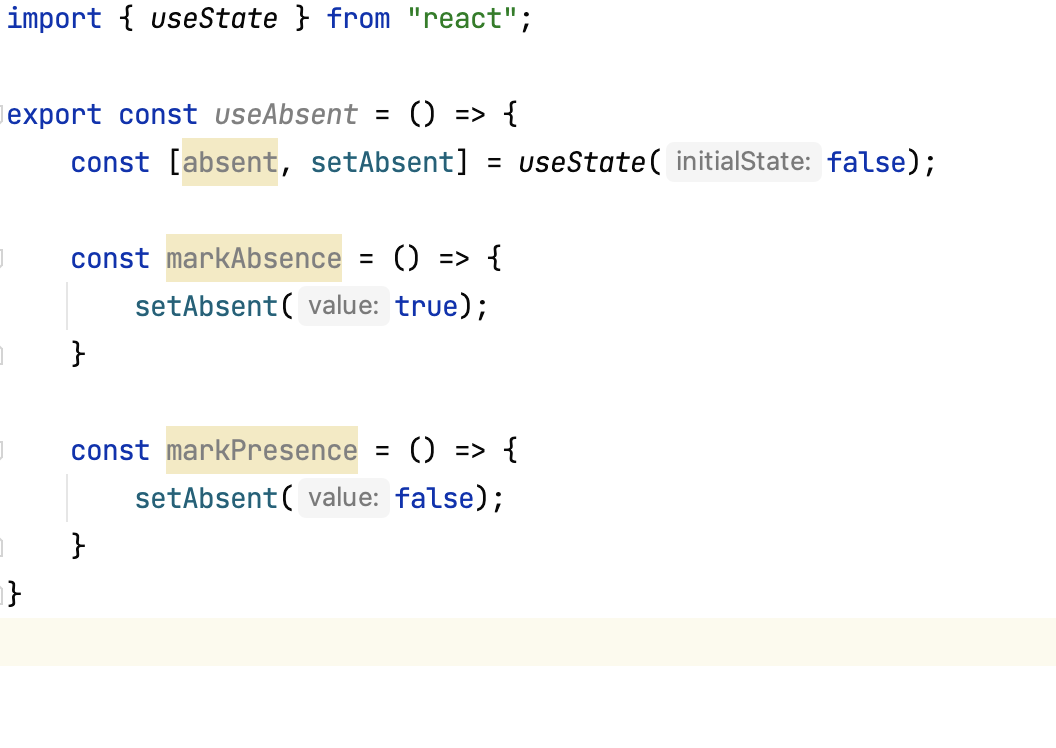 import { useState } from "react";
export const useAbsent = () => {
const [absent, setAbsent] = useState( initialState: false);
const markAbsence = () => {
setAbsent( value: true);
}
const markPresence = () => {
setAbsent( value: false);
}
}